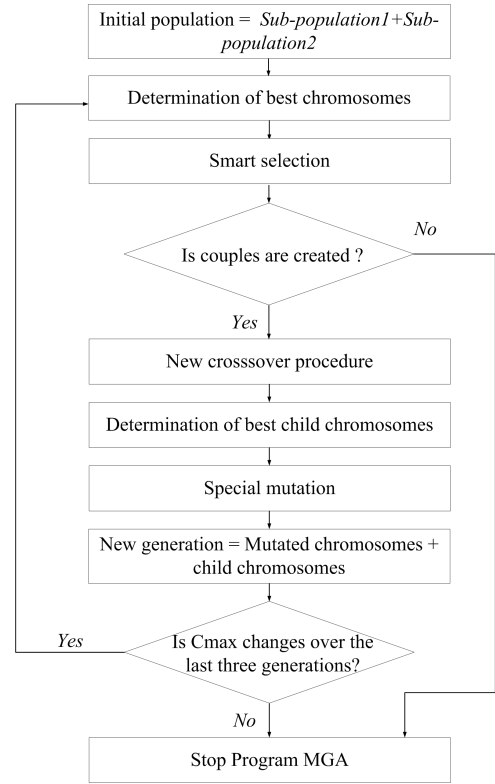 Initial population = Sub-population1+Sub-
population2
Determination of best chromosomes
Smart selection
Is couples are created ?
No
Yes
New crosssover procedure
Determination of best child chromosomes
Special mutation
New generation = Mutated chromosomes +
child chromosomes
Is Cmax changes over the
last three generations?
Yes
No
Stop Program MGA